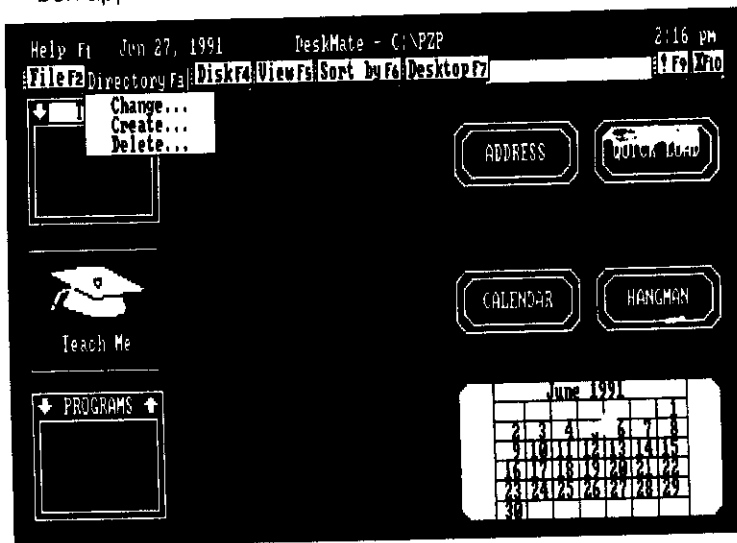 Help F1 Jun 27, 1991 DeskMate - C:\PZP 2:16 pm
File F2 Directory F3 Disk F4 View F5 Sort by F6 Desktop F7 F9 F10
Change...
Create...
Delete...
ADDRESS
QUICK LOAD
CALENDAR
HANGMAN
Teach Me
PROGRAMS
June 1991
1
2 3 4 6 7 8
9 10 11 12 13 14 15
16 17 18 19 20 21 22
23 24 25 26 27 28 29
30